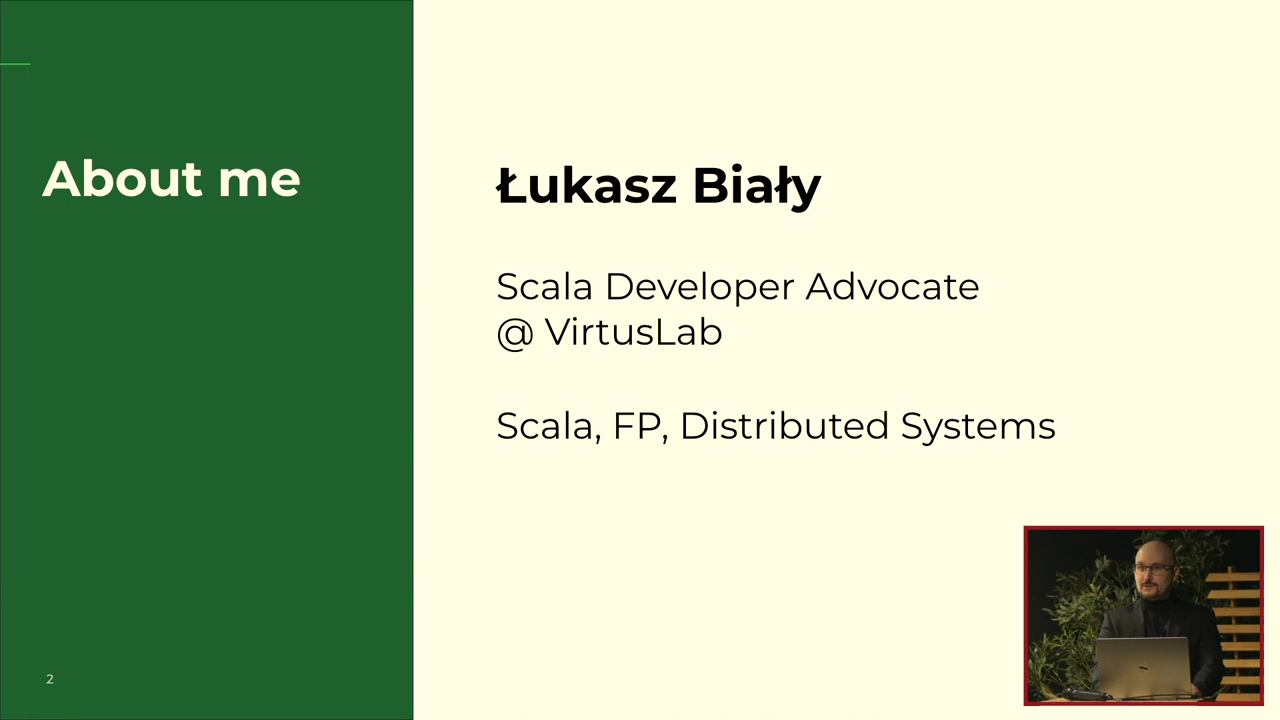 About me
Łukasz Biały
Scala Developer Advocate
@ VirtusLab
Scala, FP, Distributed Systems
2